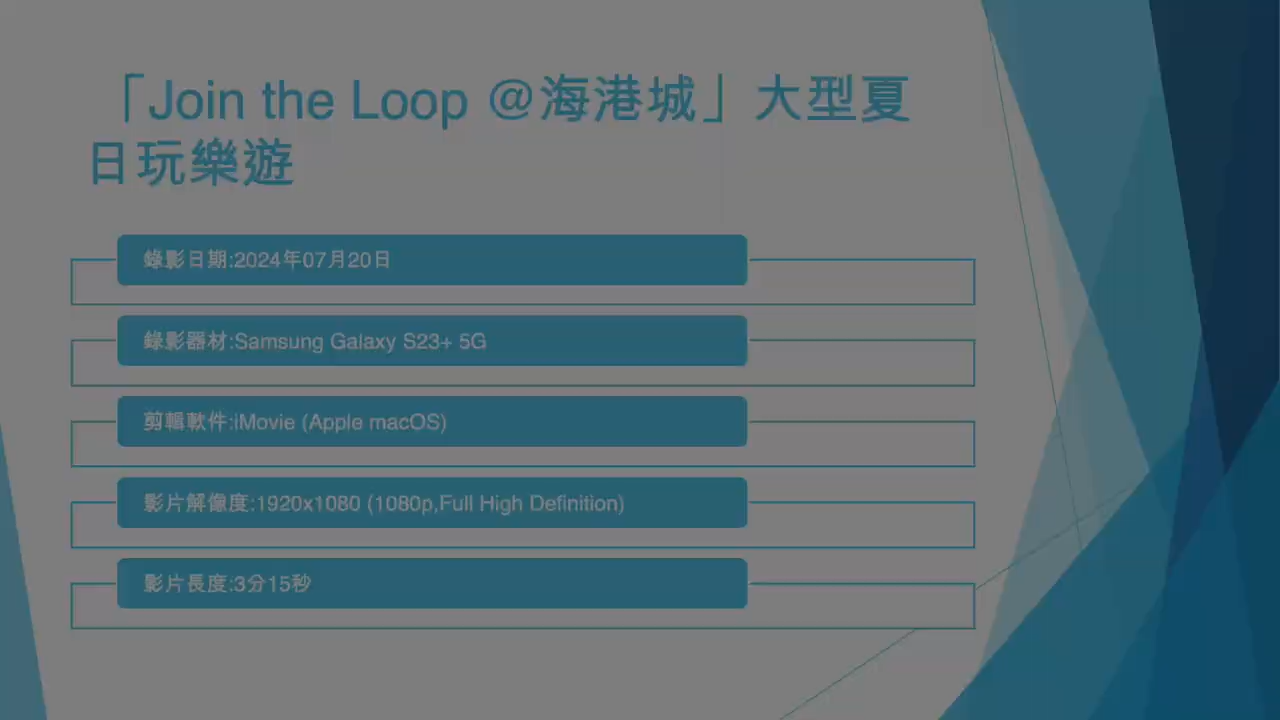 「Join the Loop @海港城」大型夏
日玩樂遊
錄影日期:2024年07月20日
錄影器材:Samsung Galaxy S23+ 5G
剪輯軟件:iMovie (Apple macOS)
影片解像度:1920x1080 (1080p,Full High Definition)
影片長度:3分15秒